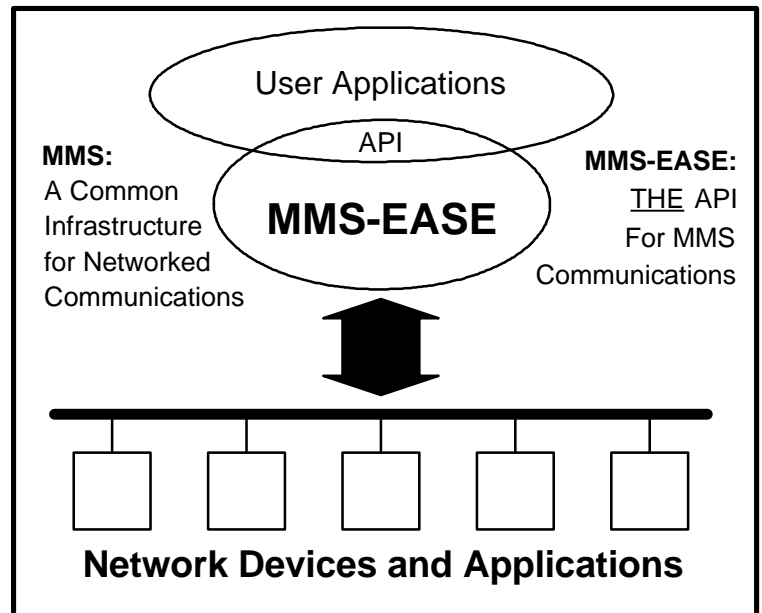 User Applications
API
MMS:
A Common
Infrastructure
for Networked
Communications
MMS-EASE
MMS-EASE:
THE API
For MMS
Communications
Network Devices and Applications